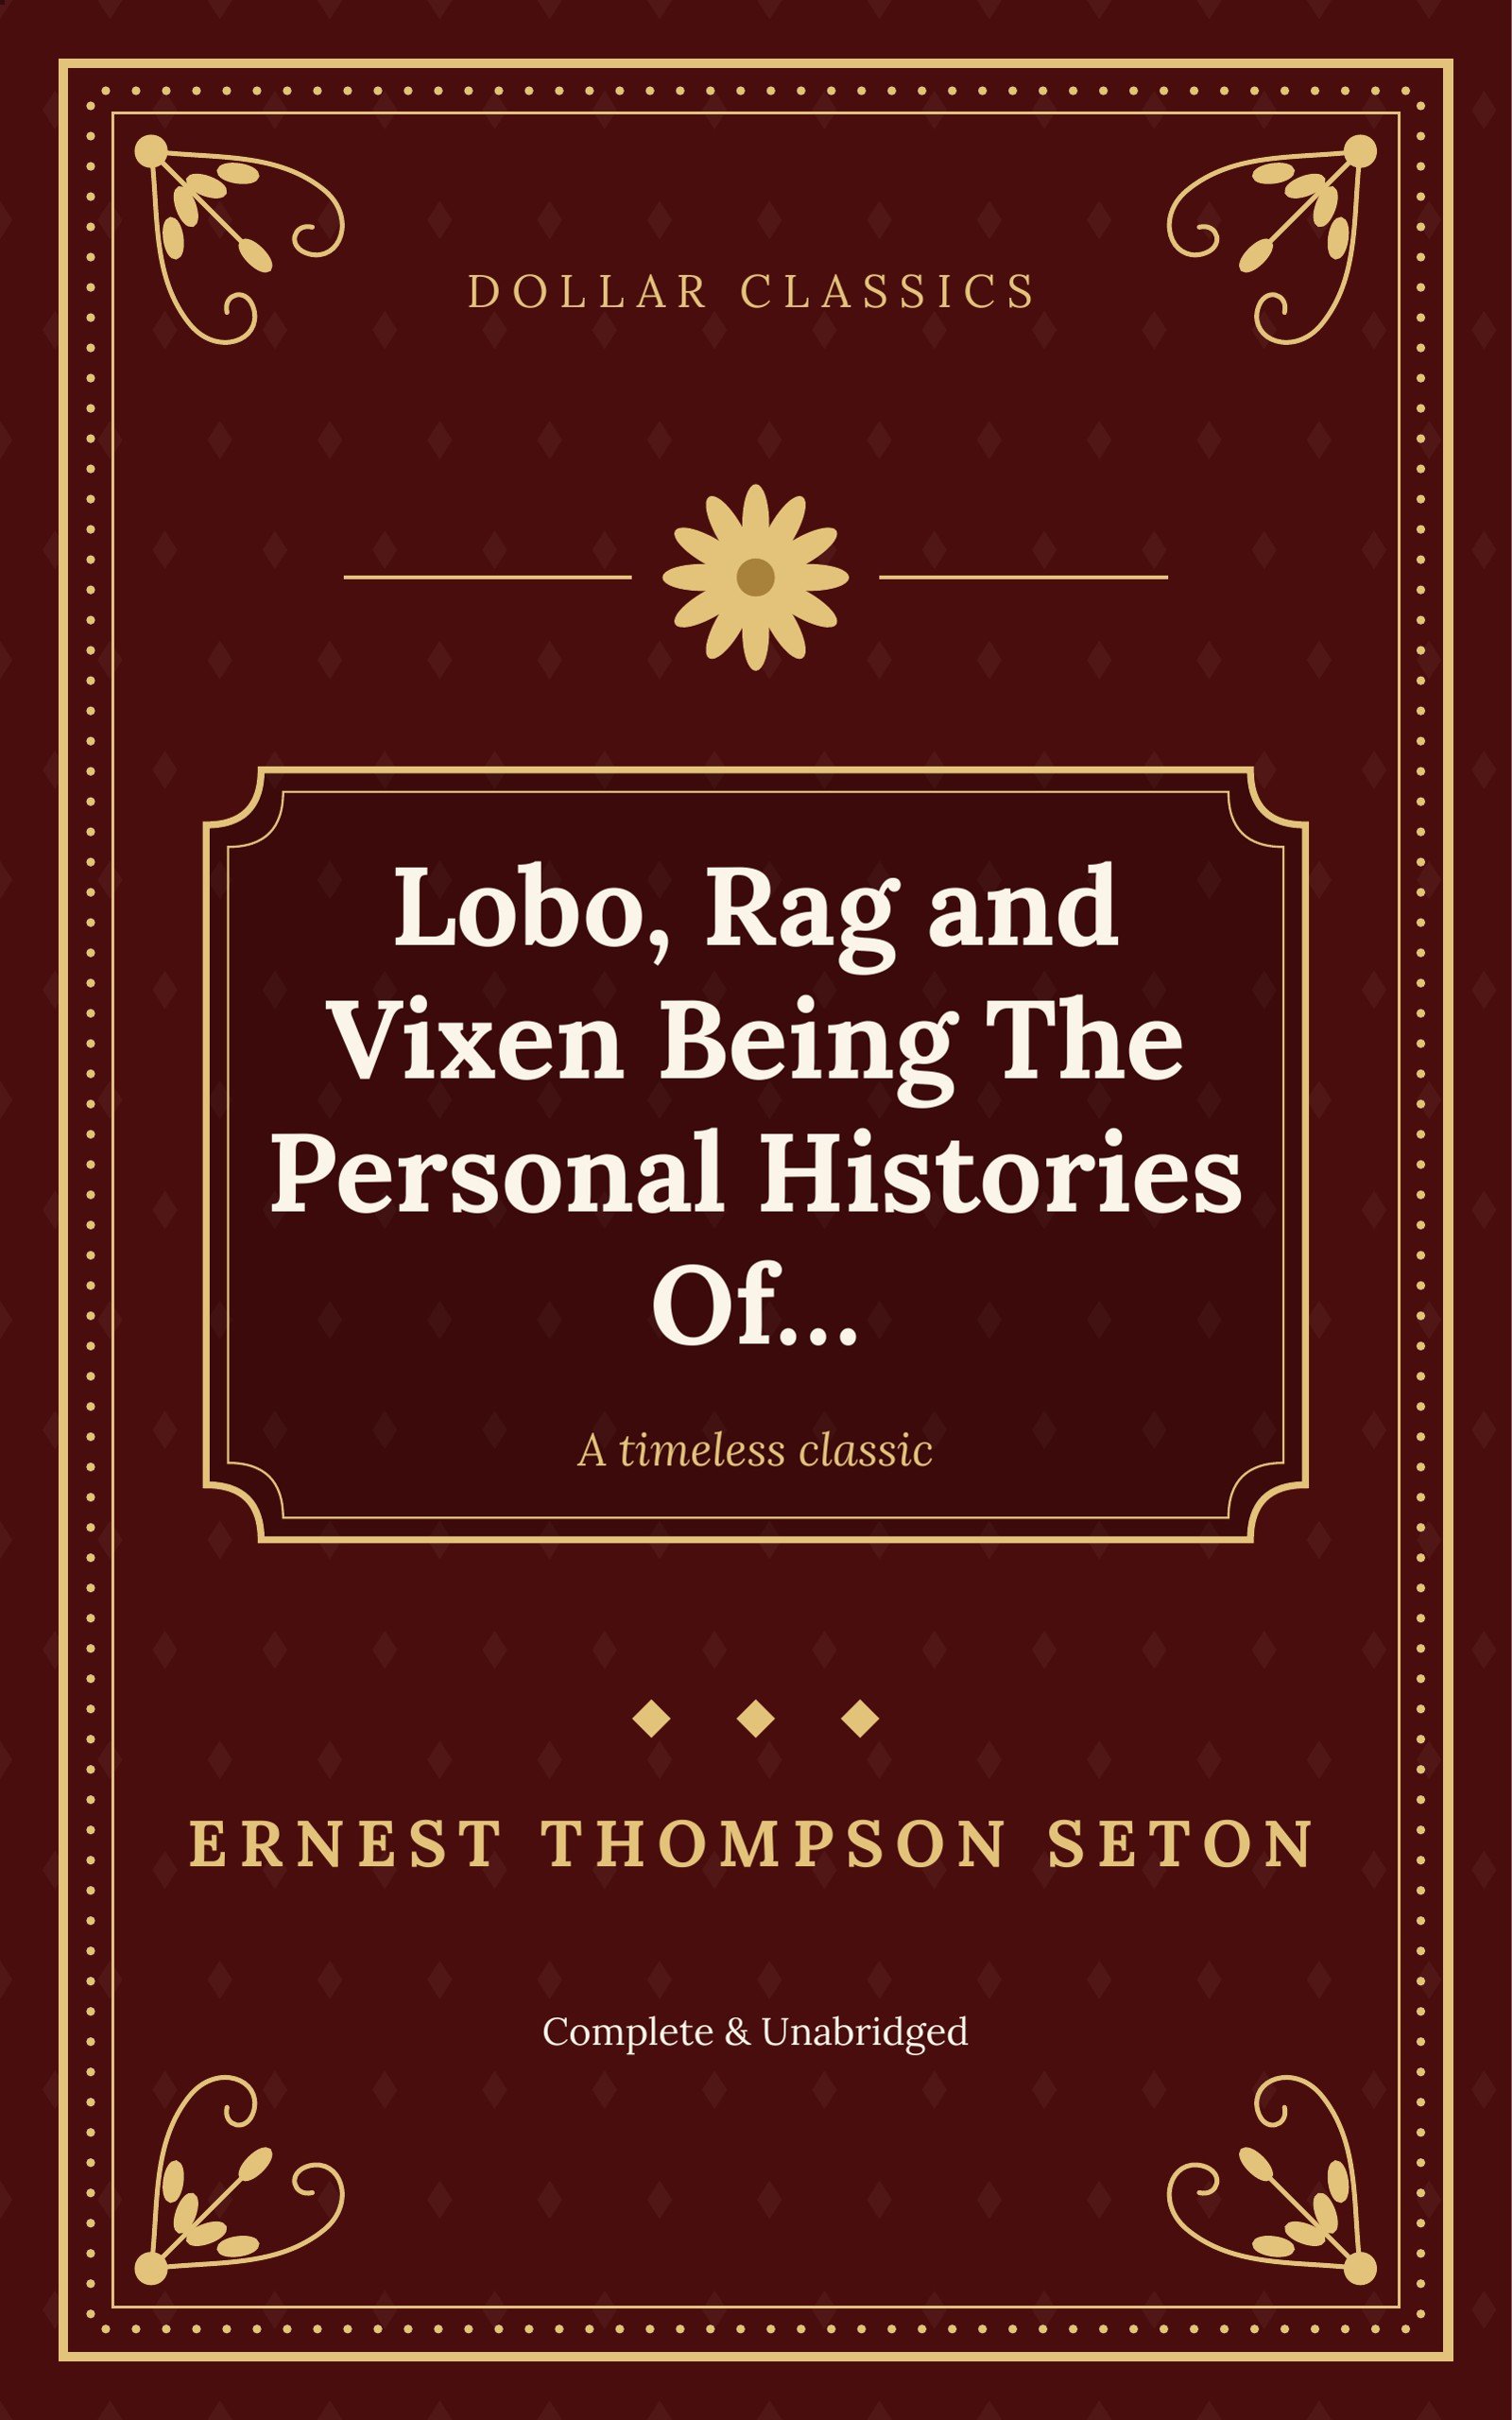 DOLLAR CLASSICS
Lobo, Rag and
Vixen Being The
Personal Histories
Of...
A timeless classic
ERNEST THOMPSON SETON
Complete & Unabridged